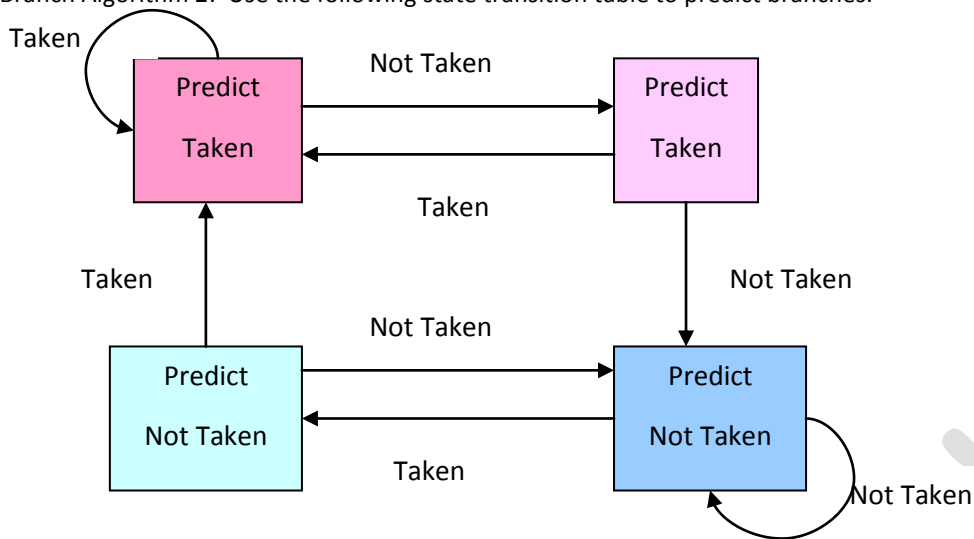 Branch Algorithm 2: Use the following state transition table to predict branches.
Taken
Not Taken
Predict
Taken
Predict
Taken
Taken
Taken
Not Taken
Not Taken
Predict
Not Taken
Predict
Not Taken
Taken
Not Taken